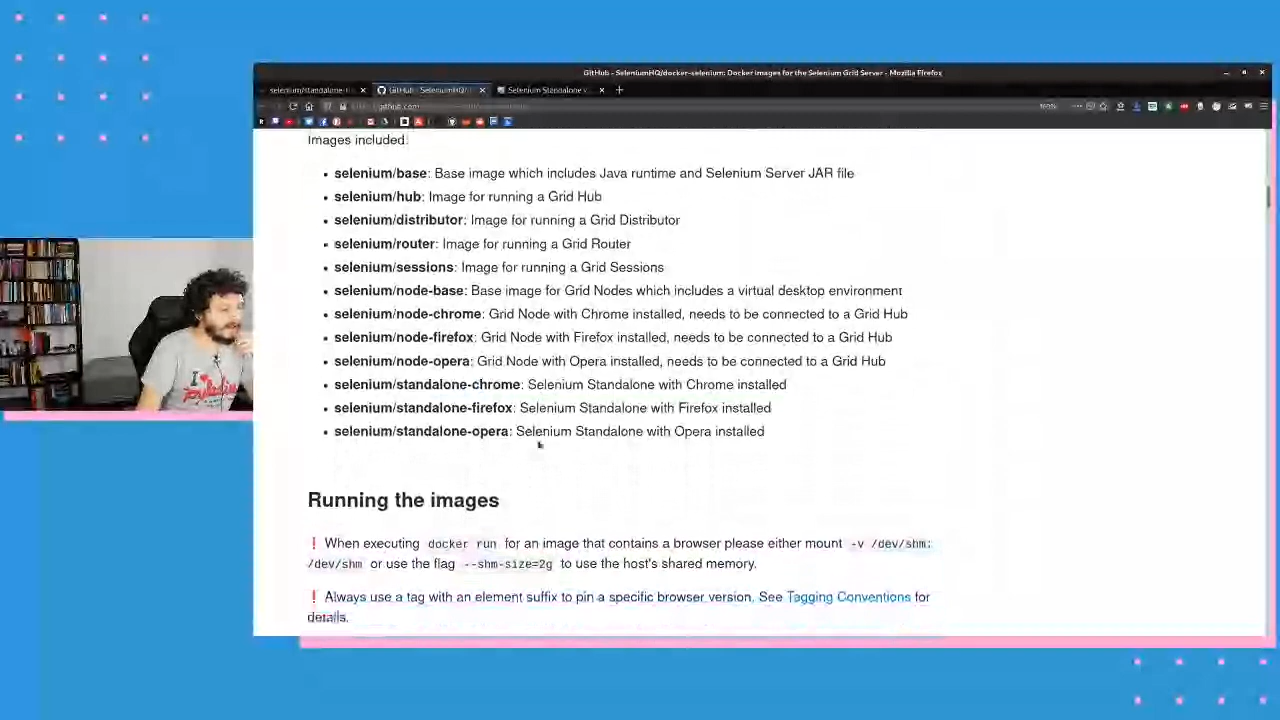 GitHub - SeleniumHQ/docker-selenium: Docker images for the Selenium Grid Server - Mozilla Firefox
selenium/standalone-
GitHub - SeleniumHQ/
Selenium Standalone v
github.com
Images included:
selenium/base: Base image which includes Java runtime and Selenium Server JAR file
selenium/hub: Image for running a Grid Hub
selenium/distributor: Image for running a Grid Distributor
selenium/router: Image for running a Grid Router
selenium/sessions: Image for running a Grid Sessions
selenium/node-base: Base image for Grid Nodes which includes a virtual desktop environment
selenium/node-chrome: Grid Node with Chrome installed, needs to be connected to a Grid Hub
selenium/node-firefox: Grid Node with Firefox installed, needs to be connected to a Grid Hub
selenium/node-opera: Grid Node with Opera installed, needs to be connected to a Grid Hub
selenium/standalone-chrome: Selenium Standalone with Chrome installed
selenium/standalone-firefox: Selenium Standalone with Firefox installed
selenium/standalone-opera: Selenium Standalone with Opera installed
Running the images
❗ When executing docker run for an image that contains a browser please either mount -v /dev/shm:
/dev/shm or use the flag --shm-size=2g to use the host's shared memory.
❗ Always use a tag with an element suffix to pin a specific browser version. See Tagging Conventions for
details.